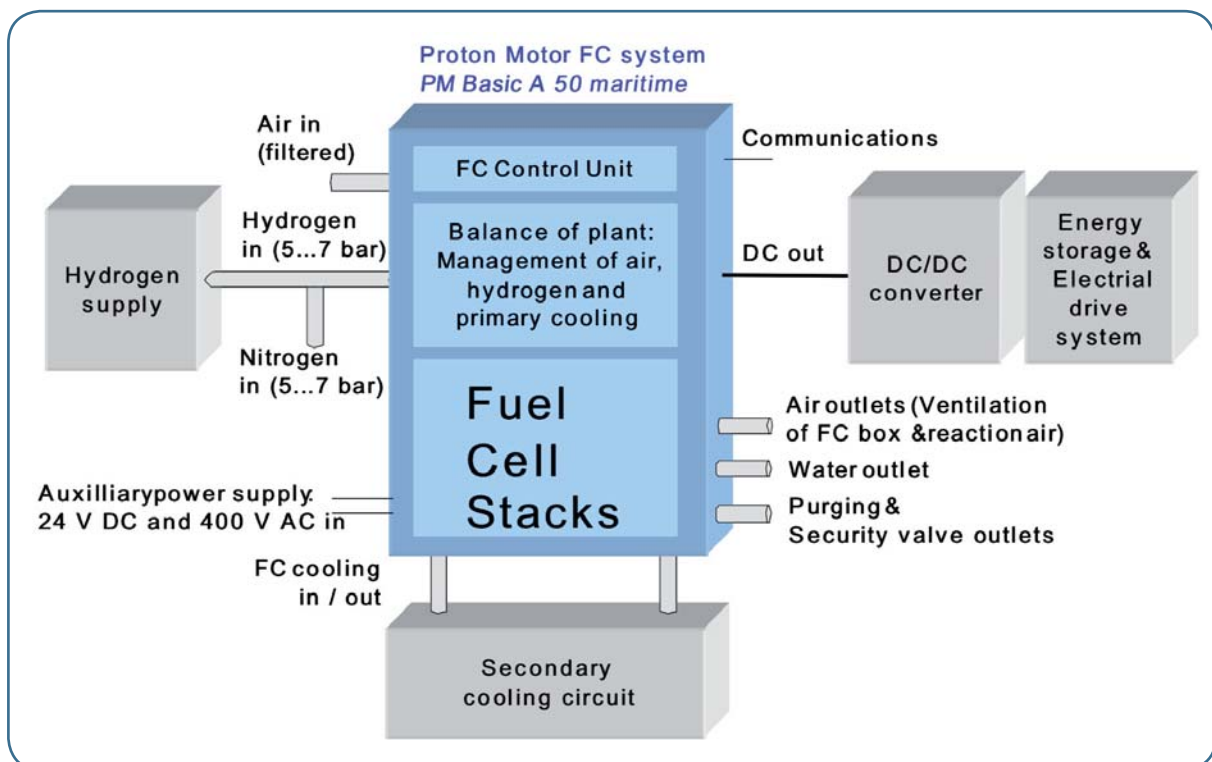 Proton Motor FC system
PM Basic A 50 maritime
Air in
(filtered)
FC Control Unit
Communications
Hydrogen
supply
Hydrogen
in (5...7 bar)
Nitrogen
in (5...7 bar)
Balance of plant:
Management of air,
hydrogen and
primary cooling
DC out
DC/DC
converter
Energy
storage &
Electrial
drive
system
Fuel
Cell
Stacks
Air outlets (Ventilation
of FC box & reaction air)
Water outlet
Purging &
Security valve outlets
Auxilliary power supply:
24 V DC and 400 V AC in
FC cooling
in / out
Secondary
cooling circuit